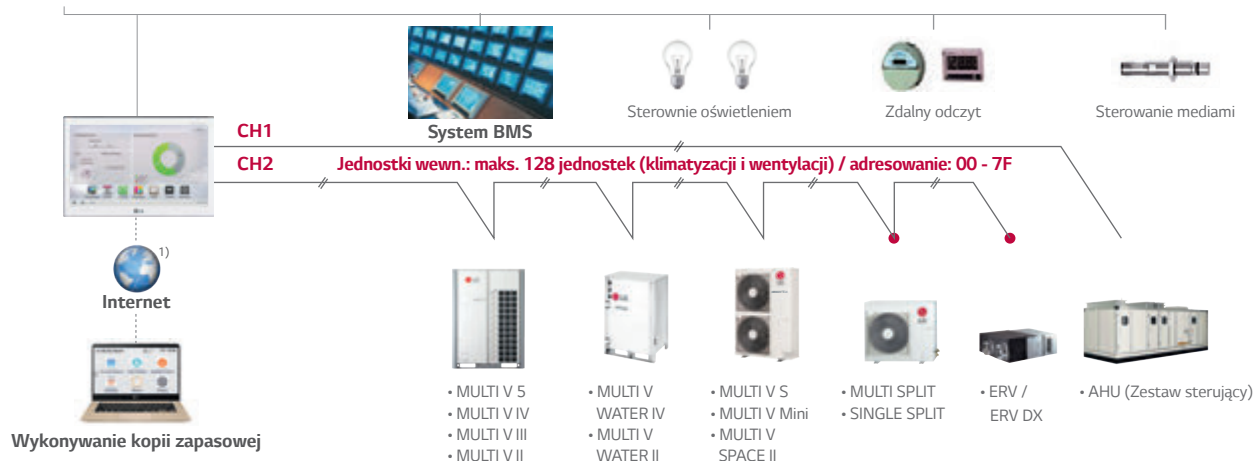 Sterownie oświetleniem
Zdalny odczyt
Sterowanie mediami
System BMS
CH1
CH2
Jednostki wewn.: maks. 128 jednostek (klimatyzacji i wentylacji) / adresowanie: 00 - 7F
1)
Internet
Wykonywanie kopii zapasowej
• MULTI V 5
• MULTI V IV
• MULTI V III
• MULTI V II
• MULTI V
WATER IV
• MULTI V
WATER II
• MULTI V S
• MULTI V Mini
• MULTI V
SPACE II
• MULTI SPLIT
• SINGLE SPLIT
• ERV /
ERV DX
• AHU (Zestaw sterujący)